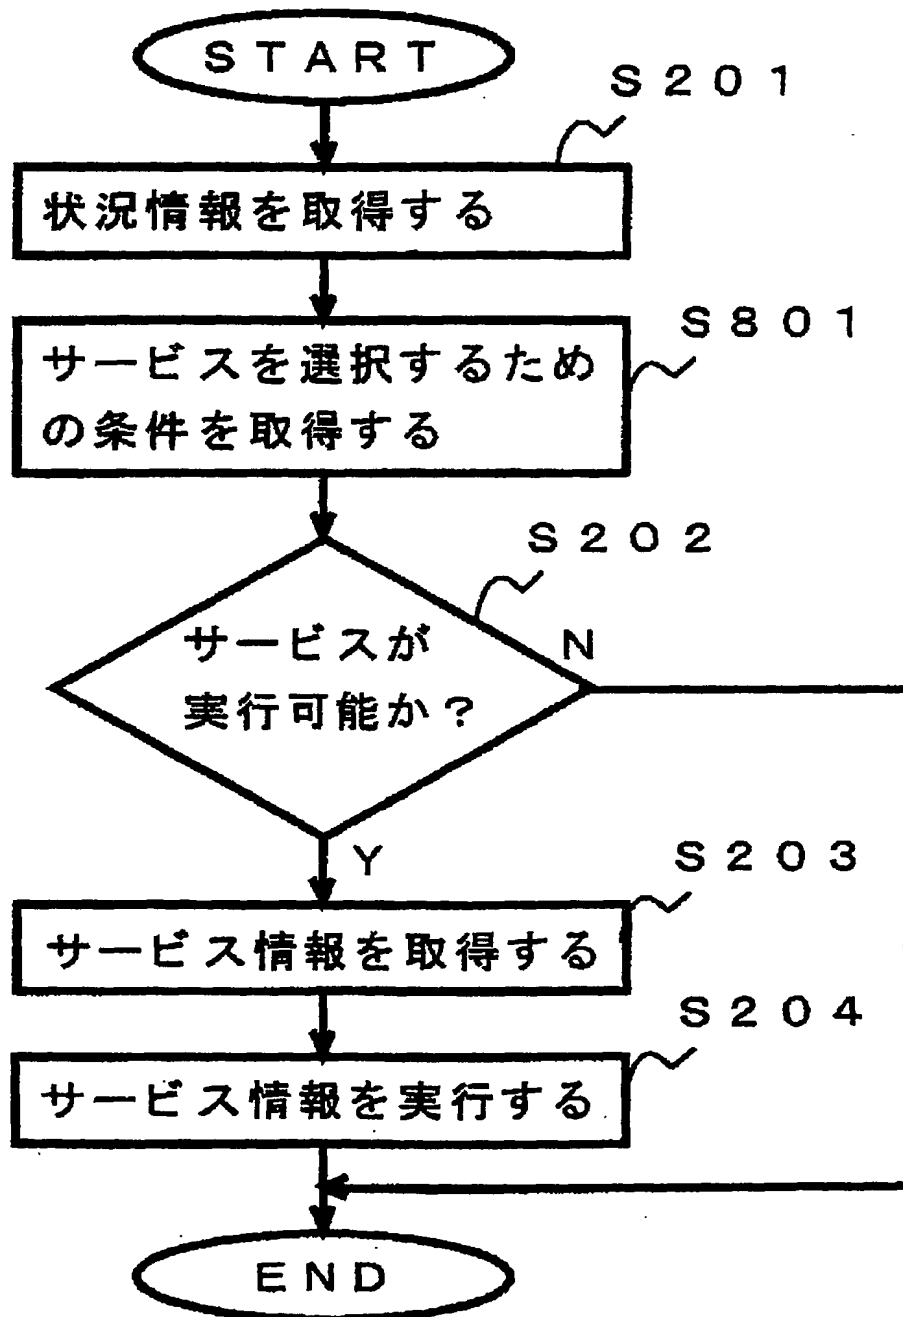 START
S201
状況情報を取得する
S801
サービスを選択するため
の条件を取得する
S202
サービスが
実行可能か？
N
Y
S203
サービス情報を取得する
S204
サービス情報を実行する
END